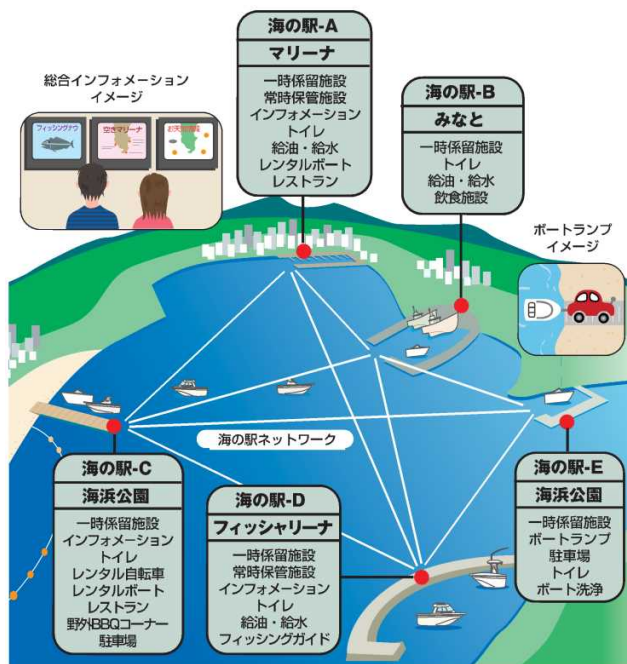 総合インフォメーション
イメージ
フィッシングナウ
空きマリーナ
海の駅-A
マリーナ
一時係留施設
常時保管施設
インフォメーション
トイレ
給油・給水
レンタルボート
レストラン
海の駅-B
みなと
一時係留施設
トイレ
給油・給水
飲食施設
ボートランプ
イメージ
海の駅ネットワーク
海の駅-C
海浜公園
一時係留施設
インフォメーション
トイレ
レンタル自転車
レンタルボート
レストラン
野外BBQコーナー
駐車場
海の駅-D
フィッシャリーナ
一時係留施設
常時保管施設
インフォメーション
トイレ
給油・給水
フィッシングガイド
海の駅-E
海浜公園
一時係留施設
ボートランプ
駐車場
トイレ
ボート洗浄